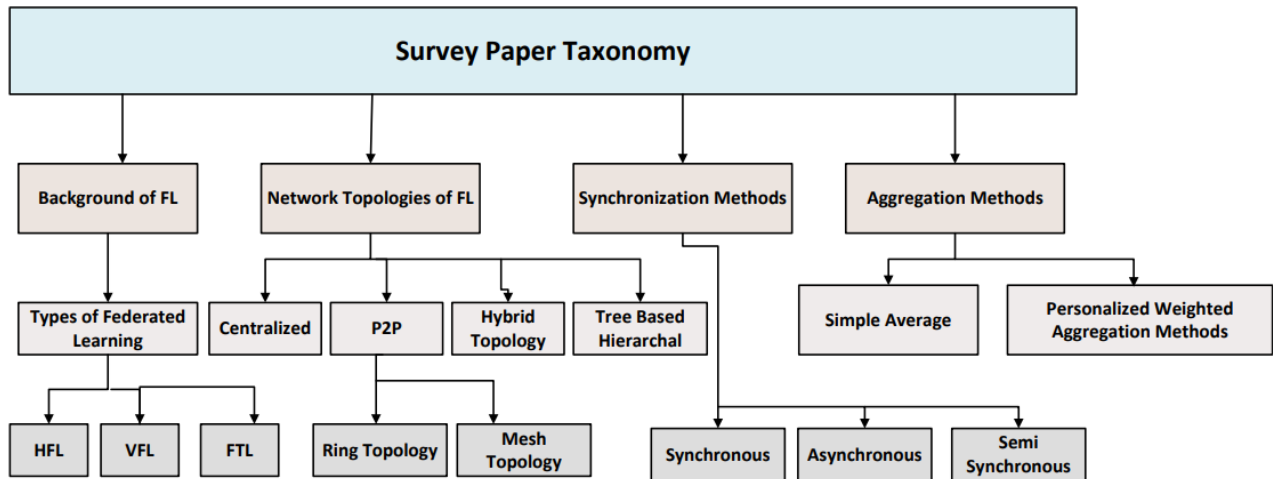 Survey Paper Taxonomy
Background of FL
Network Topologies of FL
Synchronization Methods
Aggregation Methods
Types of Federated
Learning
Centralized
P2P
Hybrid
Topology
Tree Based
Hierarchal
Simple Average
Personalized Weighted
Aggregation Methods
HFL
VFL
FTL
Ring Topology
Mesh
Topology
Synchronous
Asynchronous
Semi
Synchronous